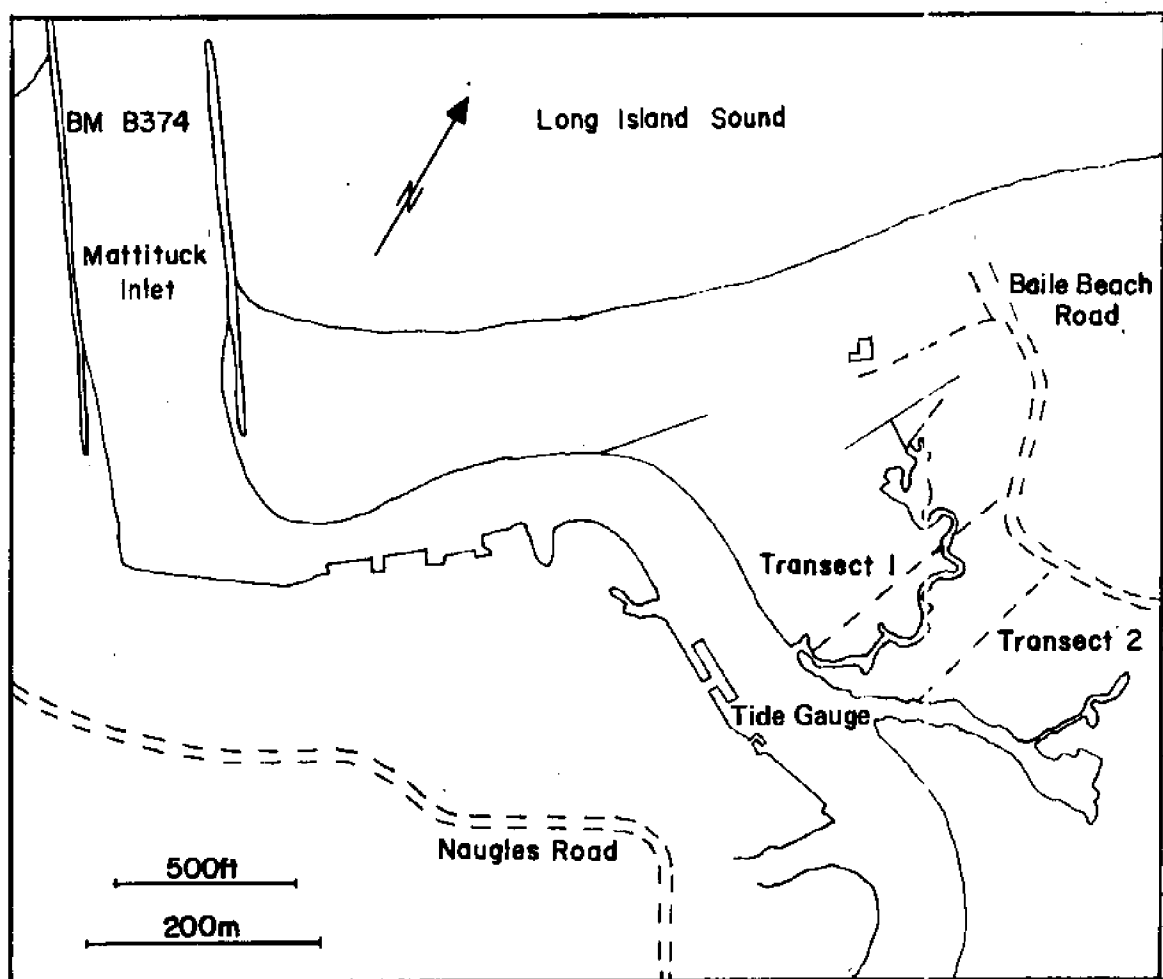 BM B374
Long Island Sound
N
Mattituck
Inlet
Baile Beach
Road
Transect 1
Transect 2
Tide Gauge
Naugles Road
500ft
200m